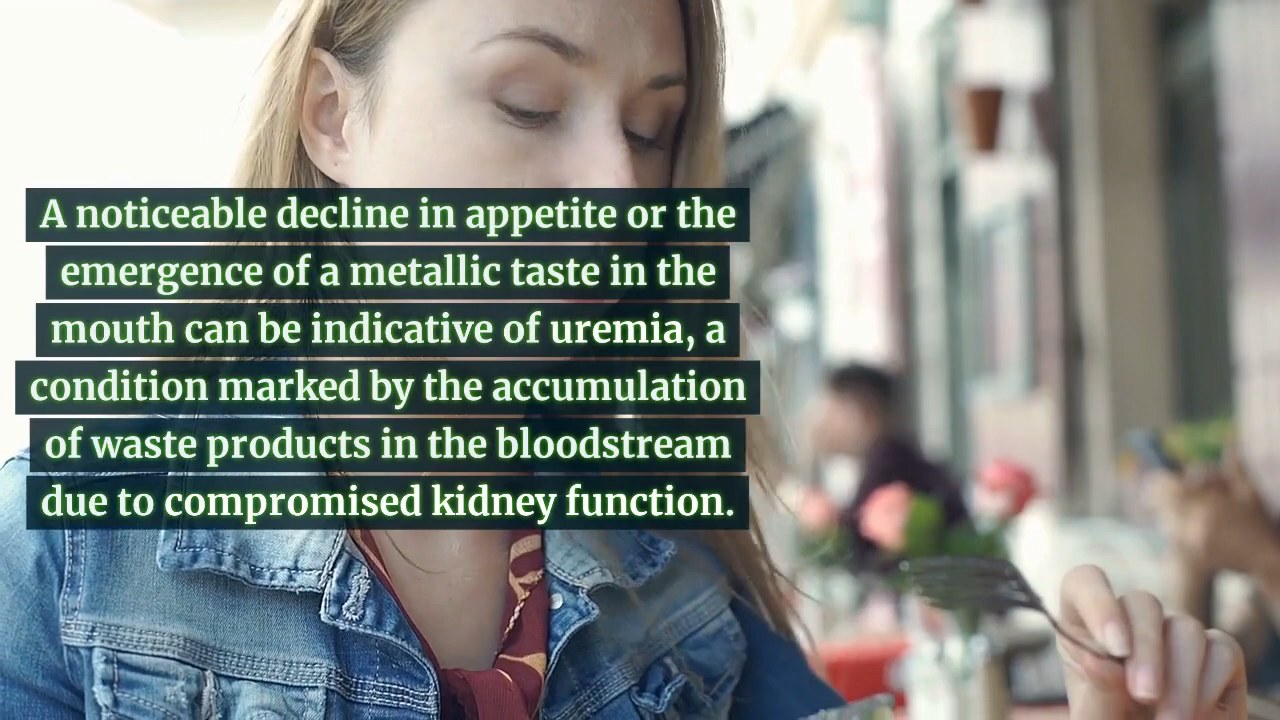 A noticeable decline in appetite or the
emergence of a metallic taste in the
mouth can be indicative of uremia, a
condition marked by the accumulation
of waste products in the bloodstream
due to compromised kidney function.